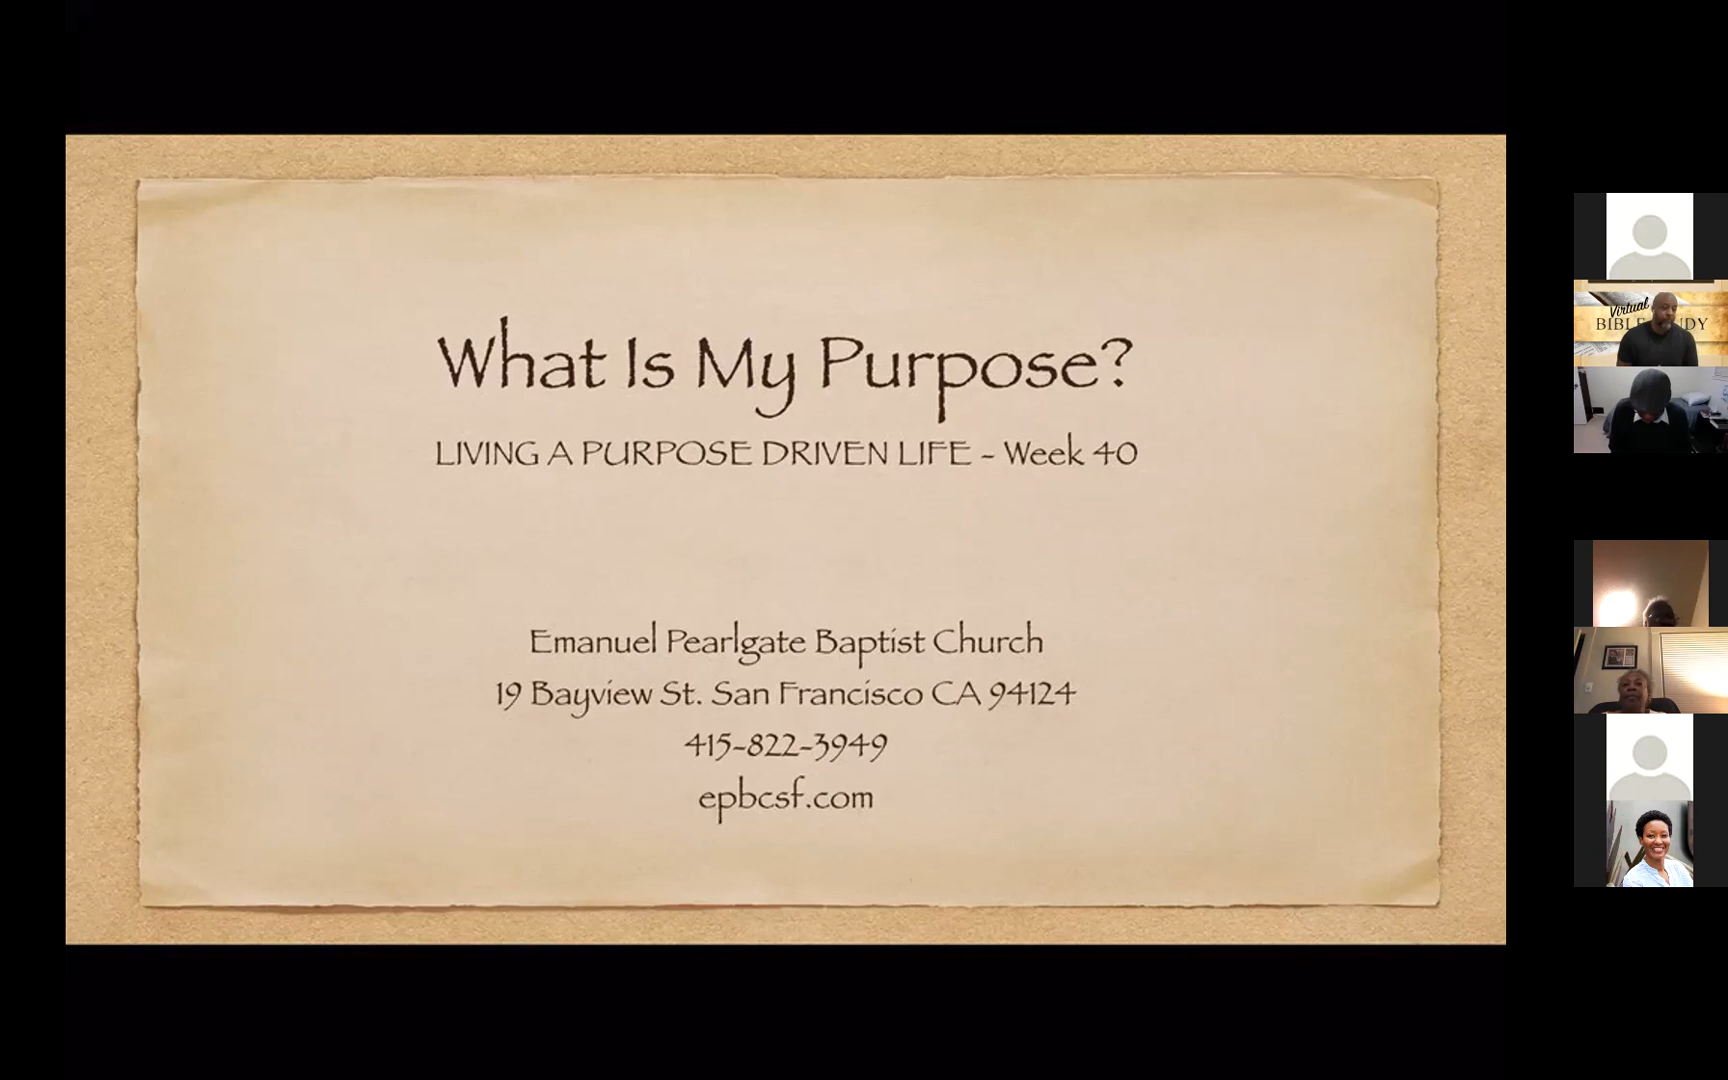 What Is My Purpose?
LIVING A PURPOSE DRIVEN LIFE - Week 40
Emanuel Pearlgate Baptist Church
19 Bayview St. San Francisco CA 94124
415-822-3949
epbcsf.com
Virtual